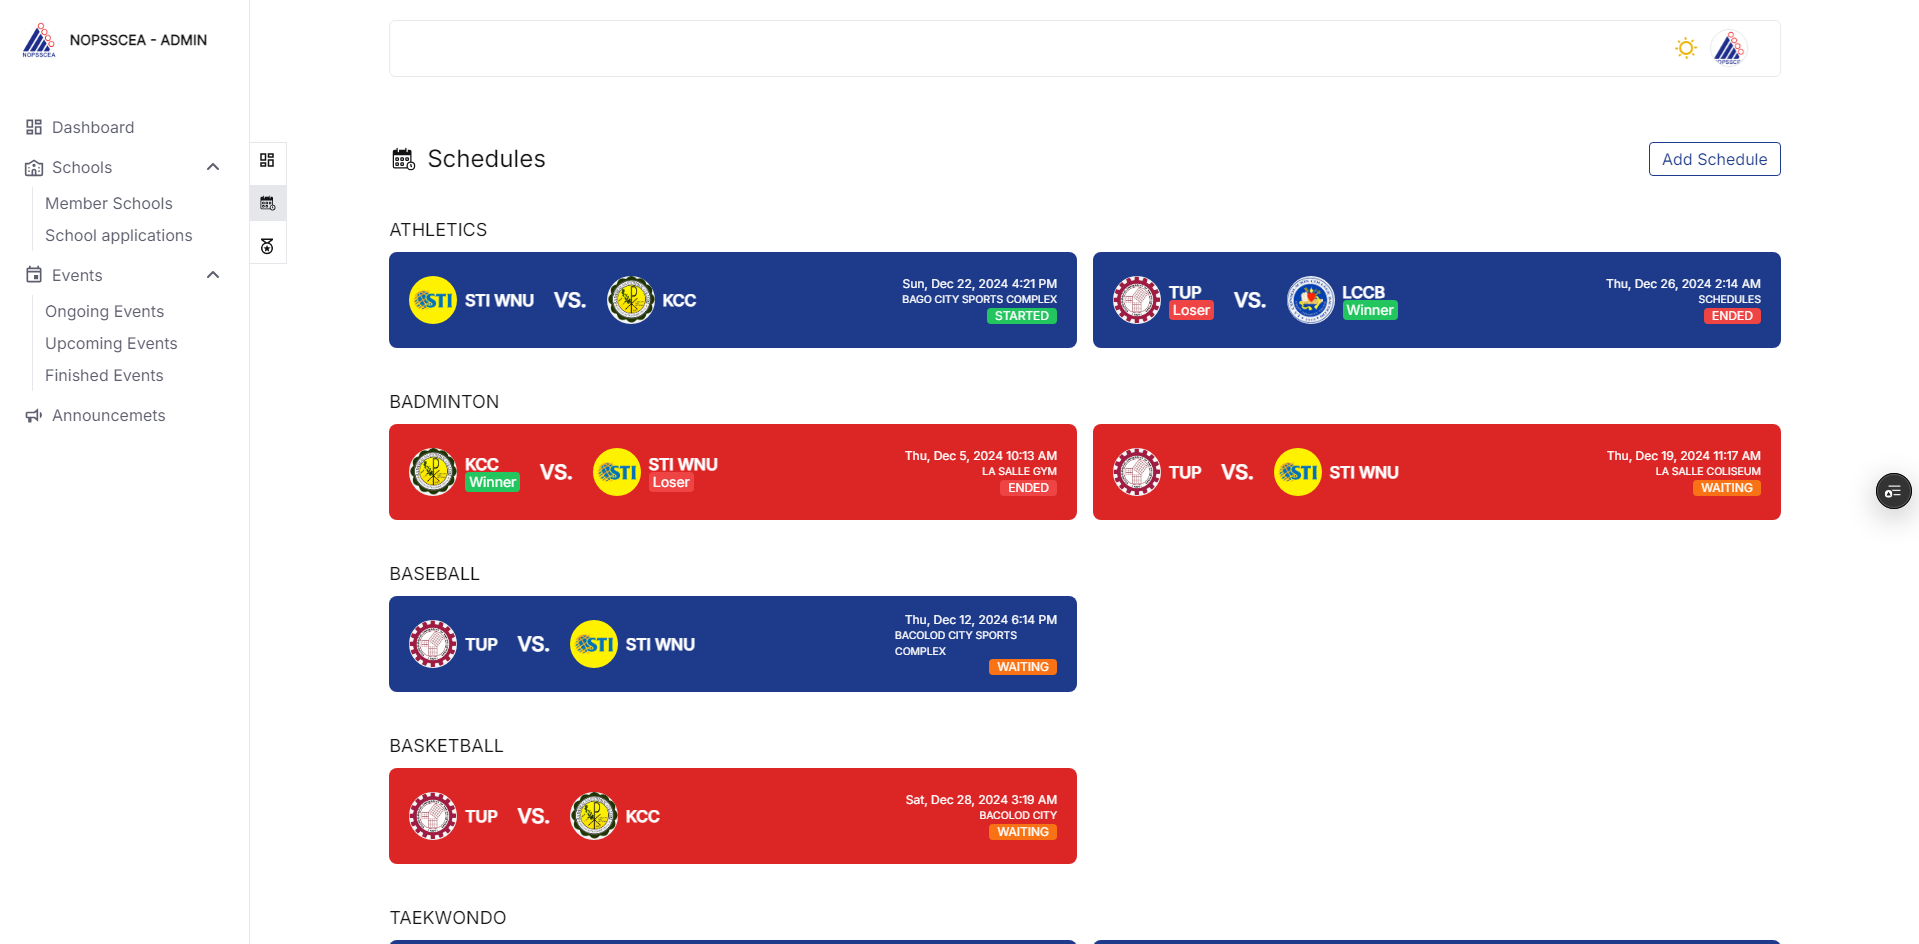 NOPSSCEA
NOPSSCEA - ADMIN
Dashboard
Schools
Member Schools
School applications
Events
Ongoing Events
Upcoming Events
Finished Events
Announcemets
Schedules
Add Schedule
ATHLETICS
STI
STI WNU
VS.
KCC
Sun, Dec 22, 2024 4:21 PM
BAGO CITY SPORTS COMPLEX
STARTED
TUP
Loser
VS.
LCCB
Winner
Thu, Dec 26, 2024 2:14 AM
SCHEDULES
ENDED
BADMINTON
KCC
Winner
VS.
STI
STI WNU
Loser
Thu, Dec 5, 2024 10:13 AM
LA SALLE GYM
ENDED
TUP
VS.
STI
STI WNU
Thu, Dec 19, 2024 11:17 AM
LA SALLE COLISEUM
WAITING
BASEBALL
TUP
VS.
STI
STI WNU
Thu, Dec 12, 2024 6:14 PM
BACOLOD CITY SPORTS
COMPLEX
WAITING
BASKETBALL
TUP
VS.
KCC
Sat, Dec 28, 2024 3:19 AM
BACOLOD CITY
WAITING
TAEKWONDO